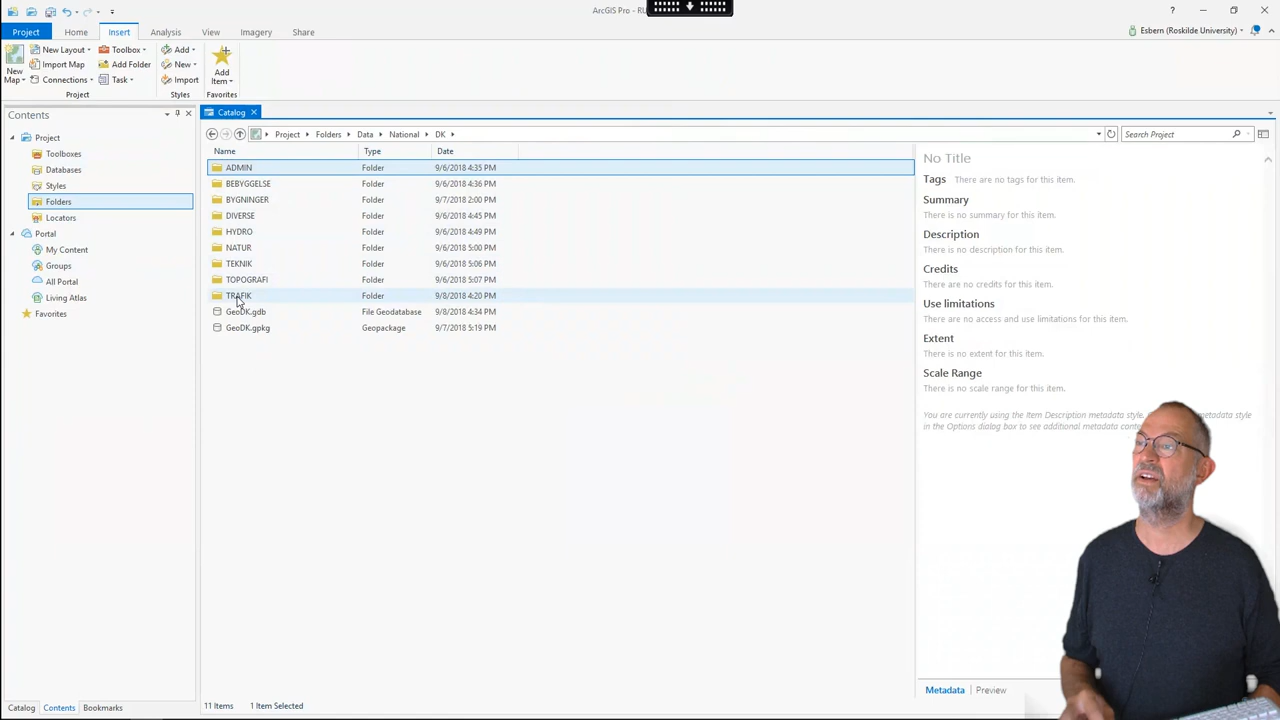 ArcGIS Pro - RU
Project Home Insert Analysis View Imagery Share
Esbern (Roskilde University)
New Map
New Layout
Import Map
Connections
Toolbox
Add Folder
Task
Project
Add
New
Import
Styles
Add Item
Favorites
Contents
Project
Toolboxes
Databases
Styles
Folders
Locators
Portal
My Content
Groups
All Portal
Living Atlas
Favorites
Catalog
Project Folders Data National DK
Search Project
Name Type Date
ADMIN Folder 9/6/2018 4:35 PM
BEBYGGELSE Folder 9/6/2018 4:36 PM
BYGNINGER Folder 9/7/2018 2:00 PM
DIVERSE Folder 9/6/2018 4:45 PM
HYDRO Folder 9/6/2018 4:49 PM
NATUR Folder 9/6/2018 5:00 PM
TEKNIK Folder 9/6/2018 5:06 PM
TOPOGRAFI Folder 9/6/2018 5:07 PM
TRAFIK Folder 9/8/2018 4:20 PM
GeoDK.gdb File Geodatabase 9/8/2018 4:34 PM
GeoDK.gpkg Geopackage 9/7/2018 5:19 PM
No Title
Tags There are no tags for this item.
Summary
There is no summary for this item.
Description
There is no description for this item.
Credits
There are no credits for this item.
Use limitations
There are no access and use limitations for this item.
Extent
There is no extent for this item.
Scale Range
There is no scale range for this item.
You are currently using the Item Description metadata style. metadata style
in the Options dialog box to see additional metadata
Metadata Preview
Catalog Contents Bookmarks
11 Items 1 Item Selected